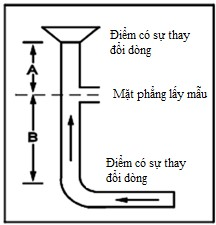 Điểm có sự thay
đổi dòng
A
Mặt phẳng lấy mẫu
B
Điểm có sự thay
đổi dòng